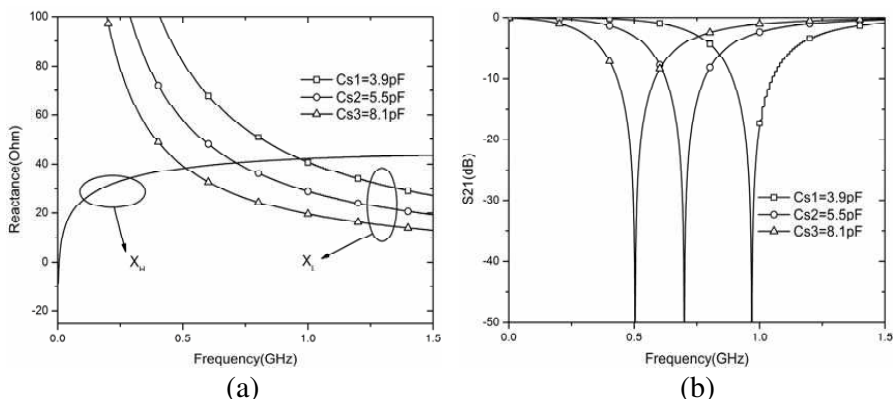 100
80
60
40
20
0
-20
0.0
0.5
1.0
1.5
Reactance(Ohm)
Frequency(GHz)
Cs1=3.9pF
Cs2=5.5pF
Cs3=8.1pF
X
X
(a)
0
-10
-20
-30
-40
-50
0.0
0.5
1.0
1.5
S21(dB)
Frequency(GHz)
Cs1=3.9pF
Cs2=5.5pF
Cs3=8.1pF
(b)